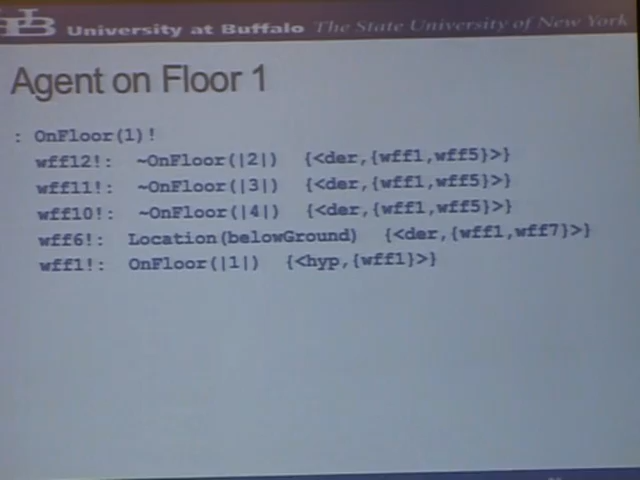 UB University at Buffalo The State University of New York
Agent on Floor 1
: OnFloor(1)!
wff12!: ~OnFloor(|2|) {<der,{wff1,wff5}>}
wff11!: ~OnFloor(|3|) {<der,{wff1,wff5}>}
wff10!: ~OnFloor(|4|) {<der,{wff1,wff5}>}
wff6!: Location(belowGround) {<der,{wff1,wff7}>}
wff1!: OnFloor(|1|) {<hyp,{wff1}>}